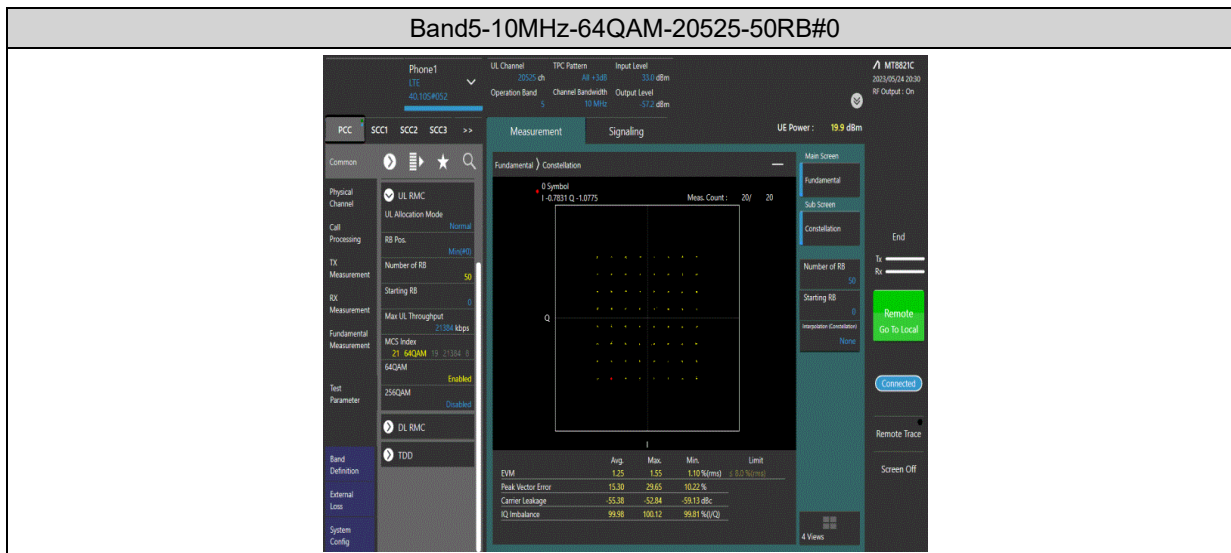 Band5-10MHz-64QAM-20525-50RB#0
Phone1
LTE
40.10S#052
UL Channel TPC Pattern Input Level
20525 ch All +3dB 33.0 dBm
Operation Band Channel Bandwidth Output Level
5 10 MHz -57.2 dBm
MT8821C
2023/05/24 20:30
RF Output : On
PCC SCC1 SCC2 SCC3 >>
Measurement Signaling
UE Power : 19.9 dBm
Common
Physical
Channel
Call
Processing
TX
Measurement
RX
Measurement
Fundamental
Measurement
Test
Parameter
Band
Definition
External
Loss
System
Config
UL RMC
UL Allocation Mode
Normal
RB Pos.
Min(#0)
Number of RB
50
Starting RB
0
Max UL Throughput
21384 kbps
MCS Index
21 64QAM 19 21384 8
64QAM
Enabled
256QAM
Disabled
DL RMC
TDD
Fundamental Constellation
0 Symbol
I -0.7831 Q -1.0775
Meas. Count : 20/ 20
Q
I
Avg. Max. Min. Limit
EVM 1.25 1.55 1.10 %(rms) ≤ 8.0 %(rms)
Peak Vector Error 15.30 29.65 10.22 %
Carrier Leakage -55.38 -52.84 -59.13 dBc
IQ Imbalance 99.98 100.12 99.81 %(I/Q)
Main Screen
Fundamental
Sub Screen
Constellation
Number of RB
50
Starting RB
0
Interpolation (Constellation)
None
4 Views
End
Tx
Rx
Remote
Go To Local
Connected
Remote Trace
Screen Off